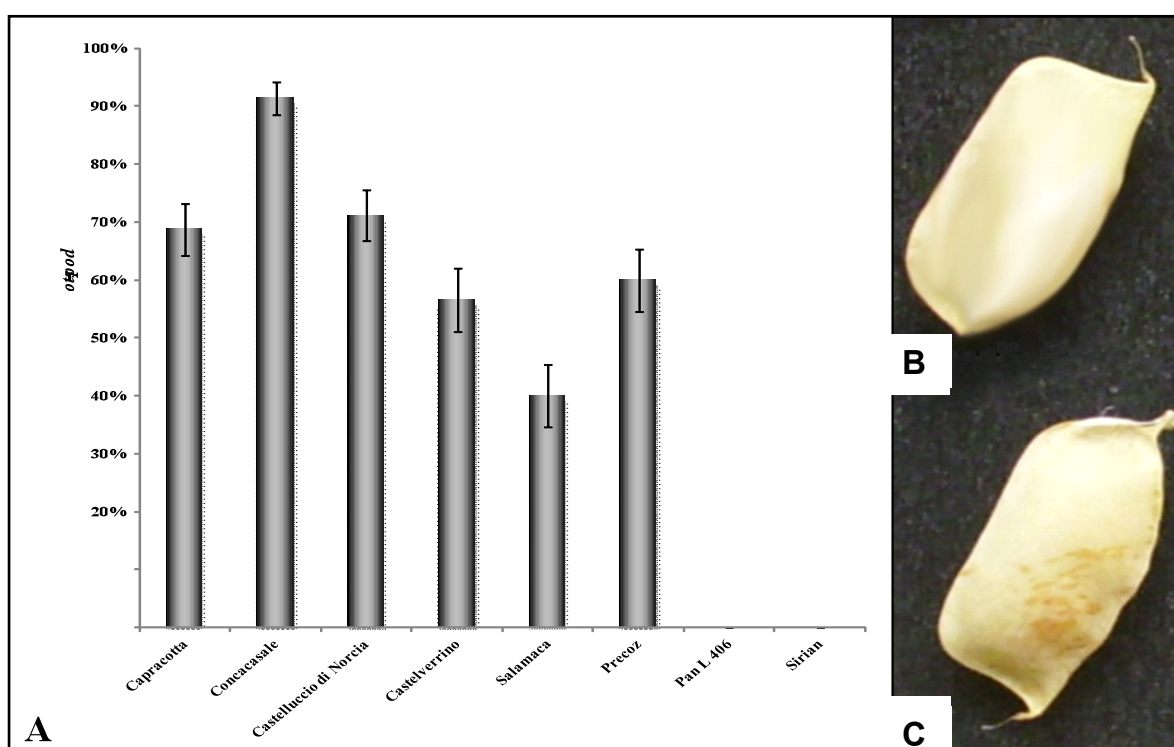 100%
90%
80%
70%
60%
50%
40%
30%
20%
Capracotta
Concacasale
Castelluccio di Norcia
Castelverrino
Salamaca
Precoz
Pan L 406
Sirian
A
B
C